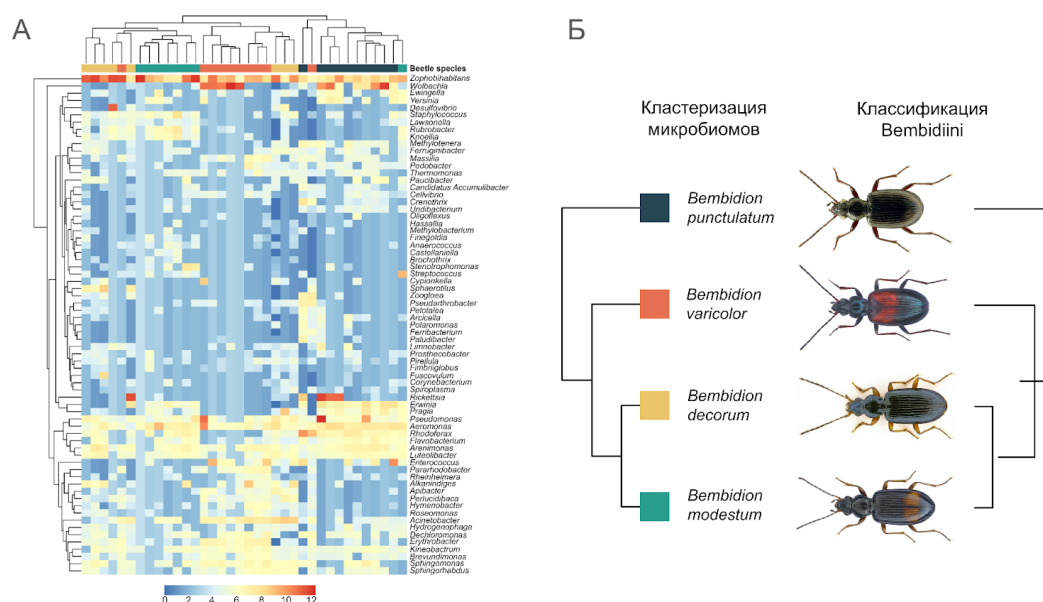 А
Beetle species
Zophobihabitans
Wolbachia
Ewingella
Yersinia
Desulfovibrio
Staphylococcus
Lawsonella
Rubrobacter
Knoellia
Methylotenera
Ferruginibacter
Massilia
Pedobacter
Thermomonas
Paucibacter
Candidatus Accumulibacter
Cellvibrio
Crenothrix
Undibacterium
Oligoflexus
Hassallia
Methylobacterium
Finegoldia
Anaerococcus
Castellaniella
Brochothrix
Stenotrophomonas
Streptococcus
Cypionkella
Sphaerotilus
Zoogloea
Pseudarthrobacter
Pelotalea
Arcicella
Polaromonas
Ferribacterium
Paludibacter
Limnobacter
Prosthecobacter
Pirellula
Fimbriiglobus
Fuscovulum
Corynebacterium
Spiroplasma
Rickettsia
Erwinia
Pragia
Pseudomonas
Aeromonas
Rhodoferax
Flavobacterium
Arenimonas
Luteolibacter
Enterococcus
Pararhodobacter
Rheinheimera
Alkanindiges
Apibacter
Perlucidibaca
Hymenobacter
Roseomonas
Acinetobacter
Hydrogenophaga
Dechloromonas
Erythrobacter
Kineobactrum
Brevundimonas
Sphingomonas
Sphingorhabdus
0 2 4 6 8 10 12
Б
Кластеризация
микробиомов
Классификация
Bembidiini
Bembidion
punctulatum
Bembidion
varicolor
Bembidion
decorum
Bembidion
modestum